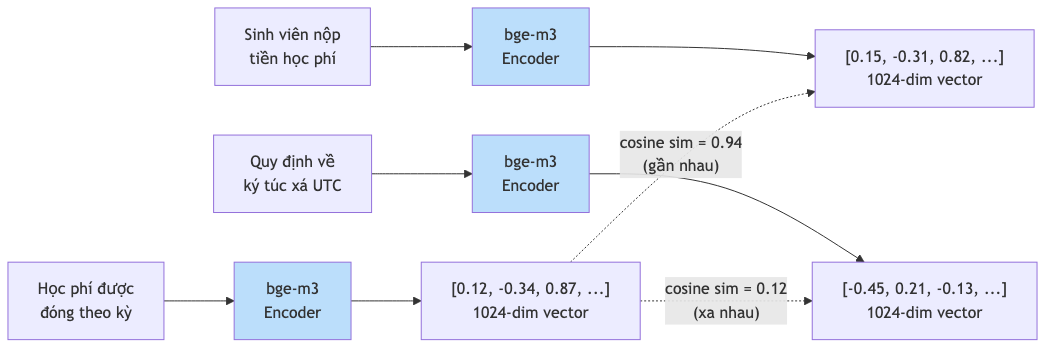 Sinh viên nộp
tiền học phí
bge-m3
Encoder
[0.15, -0.31, 0.82, ...]
1024-dim vector
cosine sim = 0.94
(gần nhau)
Quy định về
ký túc xá UTC
bge-m3
Encoder
Học phí được
đóng theo kỳ
bge-m3
Encoder
[0.12, -0.34, 0.87, ...]
1024-dim vector
cosine sim = 0.12
(xa nhau)
[-0.45, 0.21, -0.13, ...]
1024-dim vector